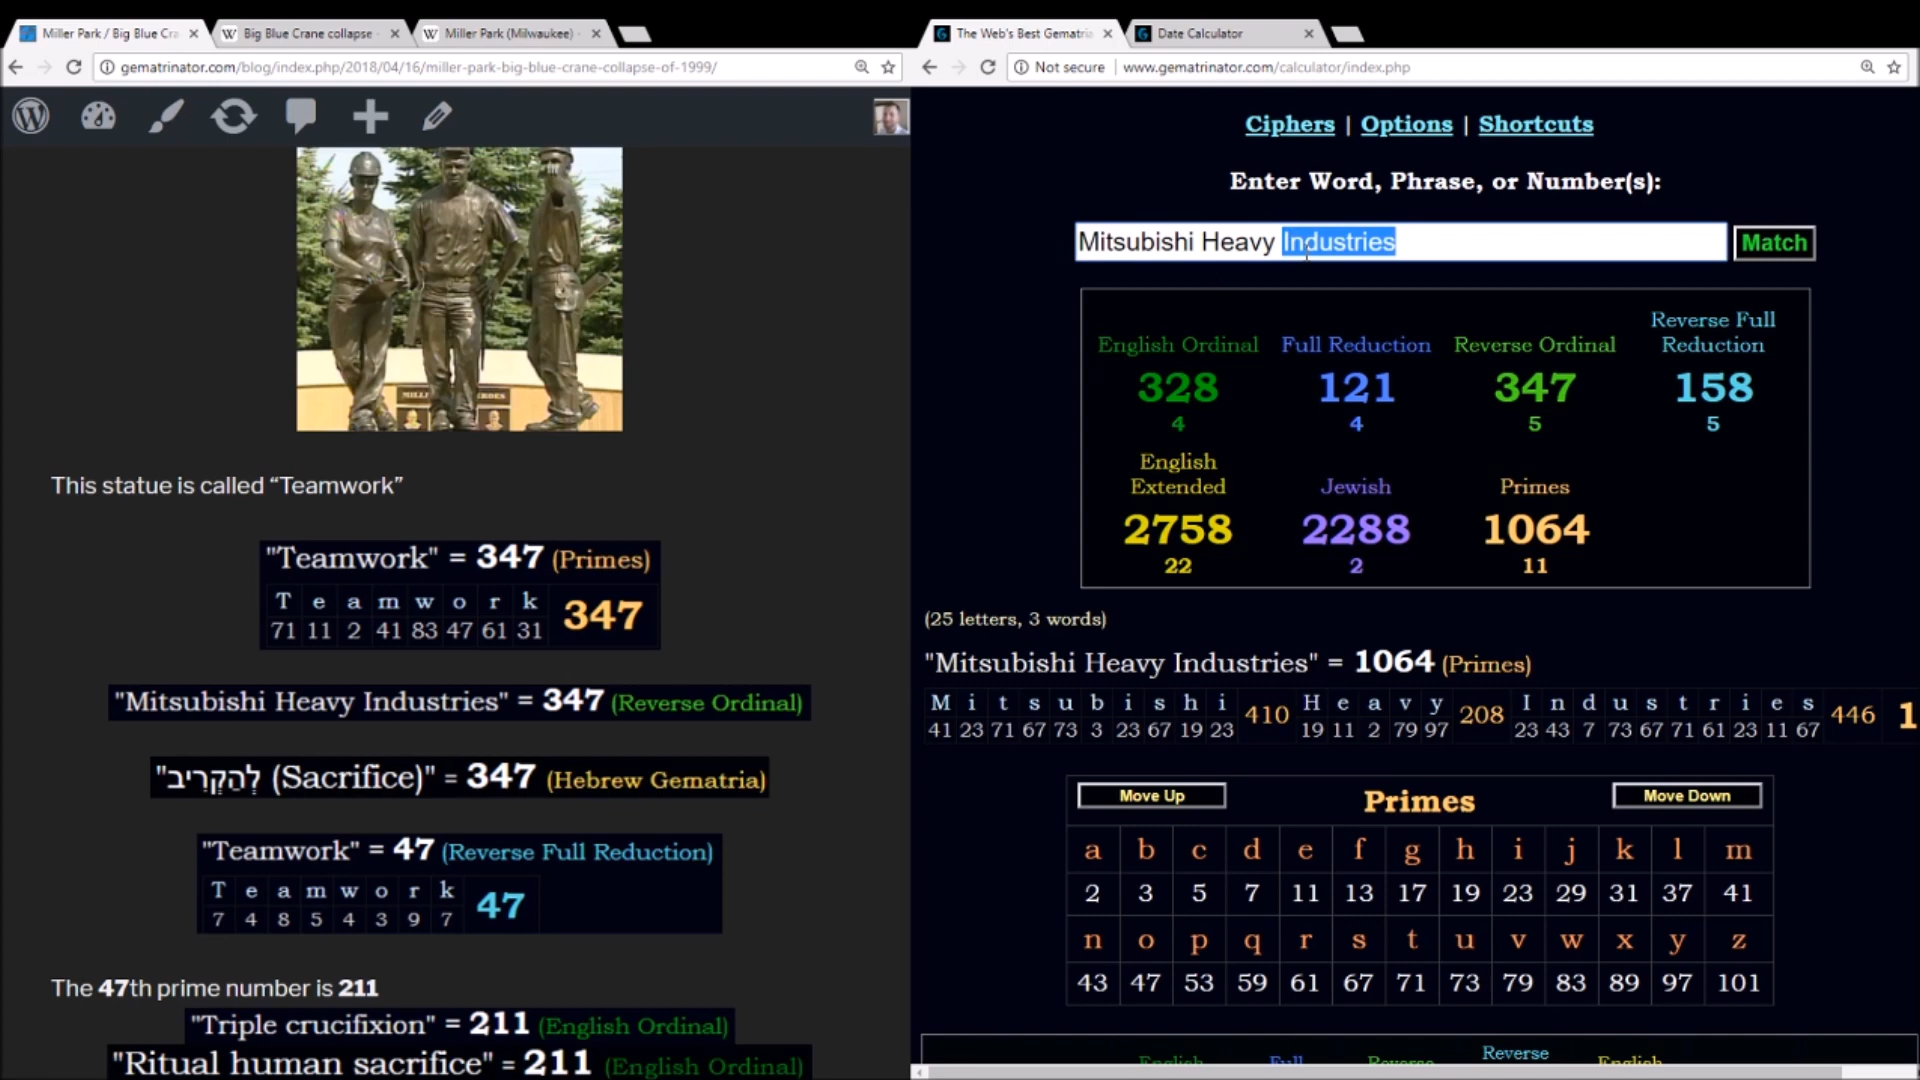 Miller Park / Big Blue Cra
Big Blue Crane collapse -
Miller Park (Milwaukee) -
gematrinator.com/blog/index.php/2018/04/16/miller-park-big-blue-crane-collapse-of-1999/
This statue is called “Teamwork”
"Teamwork" = 347 (Primes)
T e a m w o r k
71 11 2 41 83 47 61 31
347
"Mitsubishi Heavy Industries" = 347 (Reverse Ordinal)
"לְהַקְרִיב (Sacrifice)" = 347 (Hebrew Gematria)
"Teamwork" = 47 (Reverse Full Reduction)
T e a m w o r k
7 4 8 5 4 3 9 7
47
The 47th prime number is 211
"Triple crucifixion" = 211 (English Ordinal)
"Ritual human sacrifice" = 211 (English Ordinal)
The Web's Best Gematria
Date Calculator
Not secure | www.gematrinator.com/calculator/index.php
Ciphers | Options | Shortcuts
Enter Word, Phrase, or Number(s):
Mitsubishi Heavy Industries
Match
English Ordinal
328
4
Full Reduction
121
4
Reverse Ordinal
347
5
Reverse Full
Reduction
158
5
English
Extended
2758
22
Jewish
2288
2
Primes
1064
11
(25 letters, 3 words)
"Mitsubishi Heavy Industries" = 1064 (Primes)
M i t s u b i s h i 410 H e a v y 208 I n d u s t r i e s 446 1
41 23 71 67 73 3 23 67 19 23 19 11 2 79 97 23 43 7 73 67 71 61 23 11 67
Move Up
Primes
Move Down
a b c d e f g h i j k l m
2 3 5 7 11 13 17 19 23 29 31 37 41
n o p q r s t u v w x y z
43 47 53 59 61 67 71 73 79 83 89 97 101
English Full Reverse Reverse English